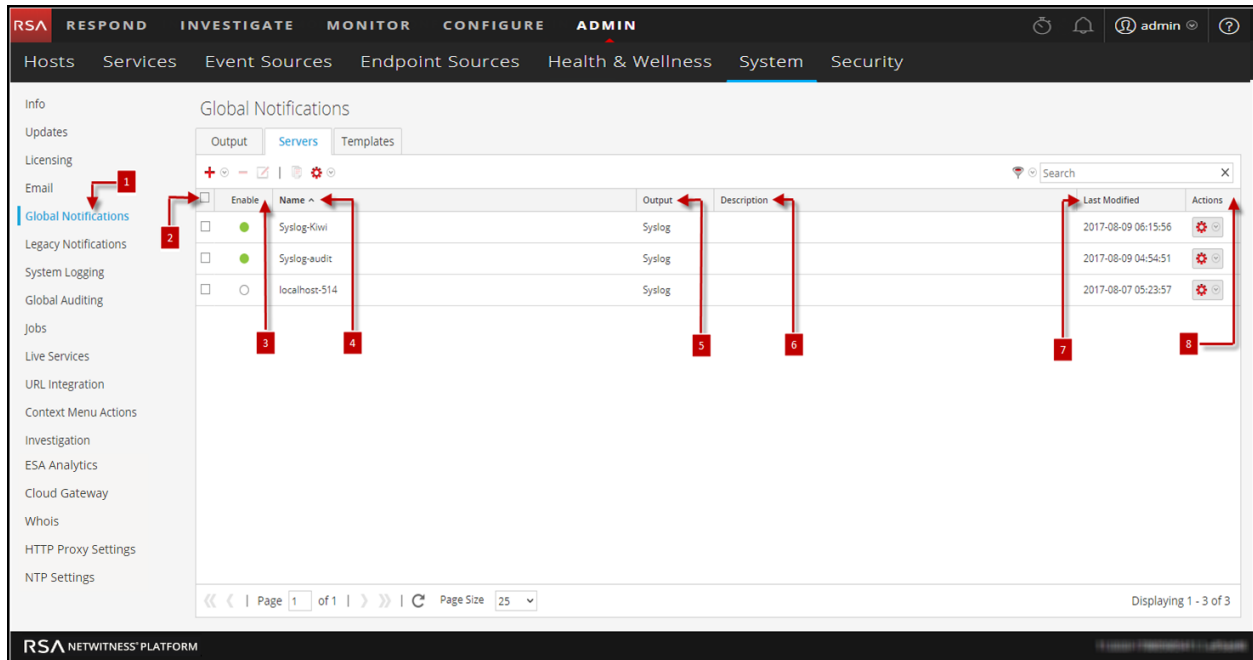 RSA RESPOND INVESTIGATE MONITOR CONFIGURE ADMIN admin ?
Hosts Services Event Sources Endpoint Sources Health & Wellness System Security
Info
Updates
Licensing
Email
Global Notifications
Legacy Notifications
System Logging
Global Auditing
Jobs
Live Services
URL Integration
Context Menu Actions
Investigation
ESA Analytics
Cloud Gateway
Whois
HTTP Proxy Settings
NTP Settings
Global Notifications
Output Servers Templates
Search X
Enable Name Output Description Last Modified Actions
Syslog-Kiwi Syslog 2017-08-09 06:15:56
Syslog-audit Syslog 2017-08-09 04:54:51
localhost-514 Syslog 2017-08-07 05:23:57
1
2
3 4 5 6 7 8
Page 1 of 1 Page Size 25 Displaying 1 - 3 of 3
RSA NETWITNESS® PLATFORM